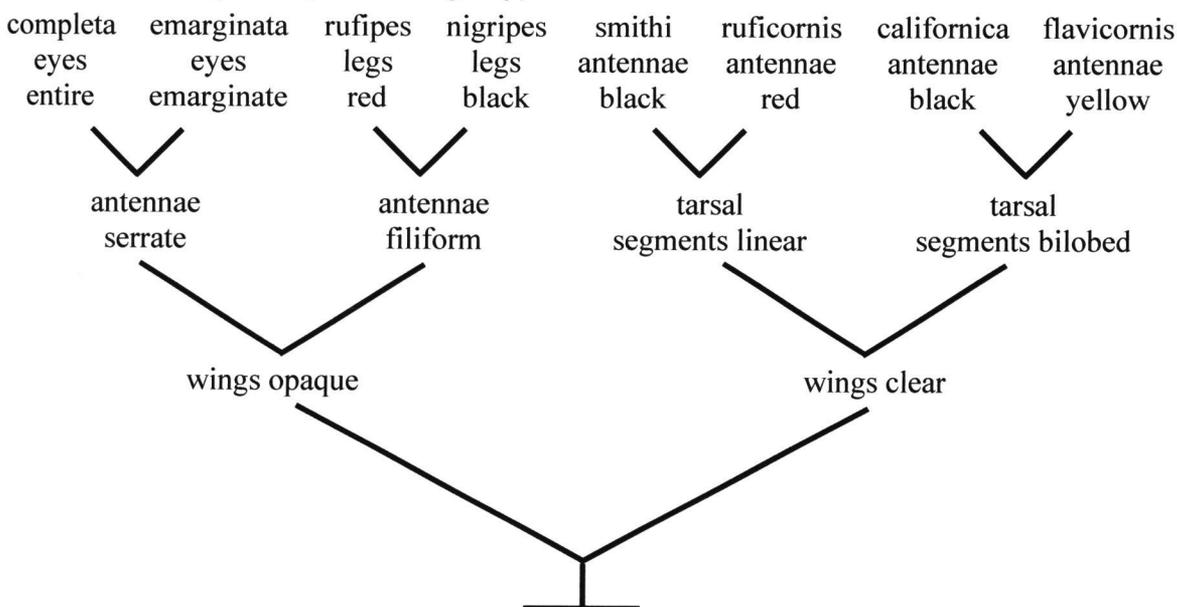 completa emarginata rufipes nigripes smithi ruficornis californica flavicornis
eyes eyes legs legs antennae antennae antennae antennae
entire emarginate red black black red black yellow
antennae antennae tarsal tarsal
serrate filiform segments linear segments bilobed
wings opaque wings clear